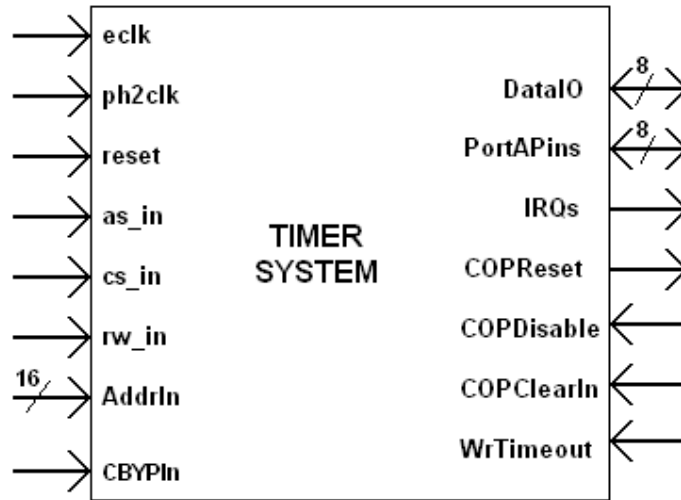 eclk
ph2clk
reset
as_in
cs_in
rw_in
16
AddrIn
CBYPIn
TIMER
SYSTEM
8
DataIO
8
PortAPins
IRQs
COPReset
COPDisable
COPClearIn
WrTimeout